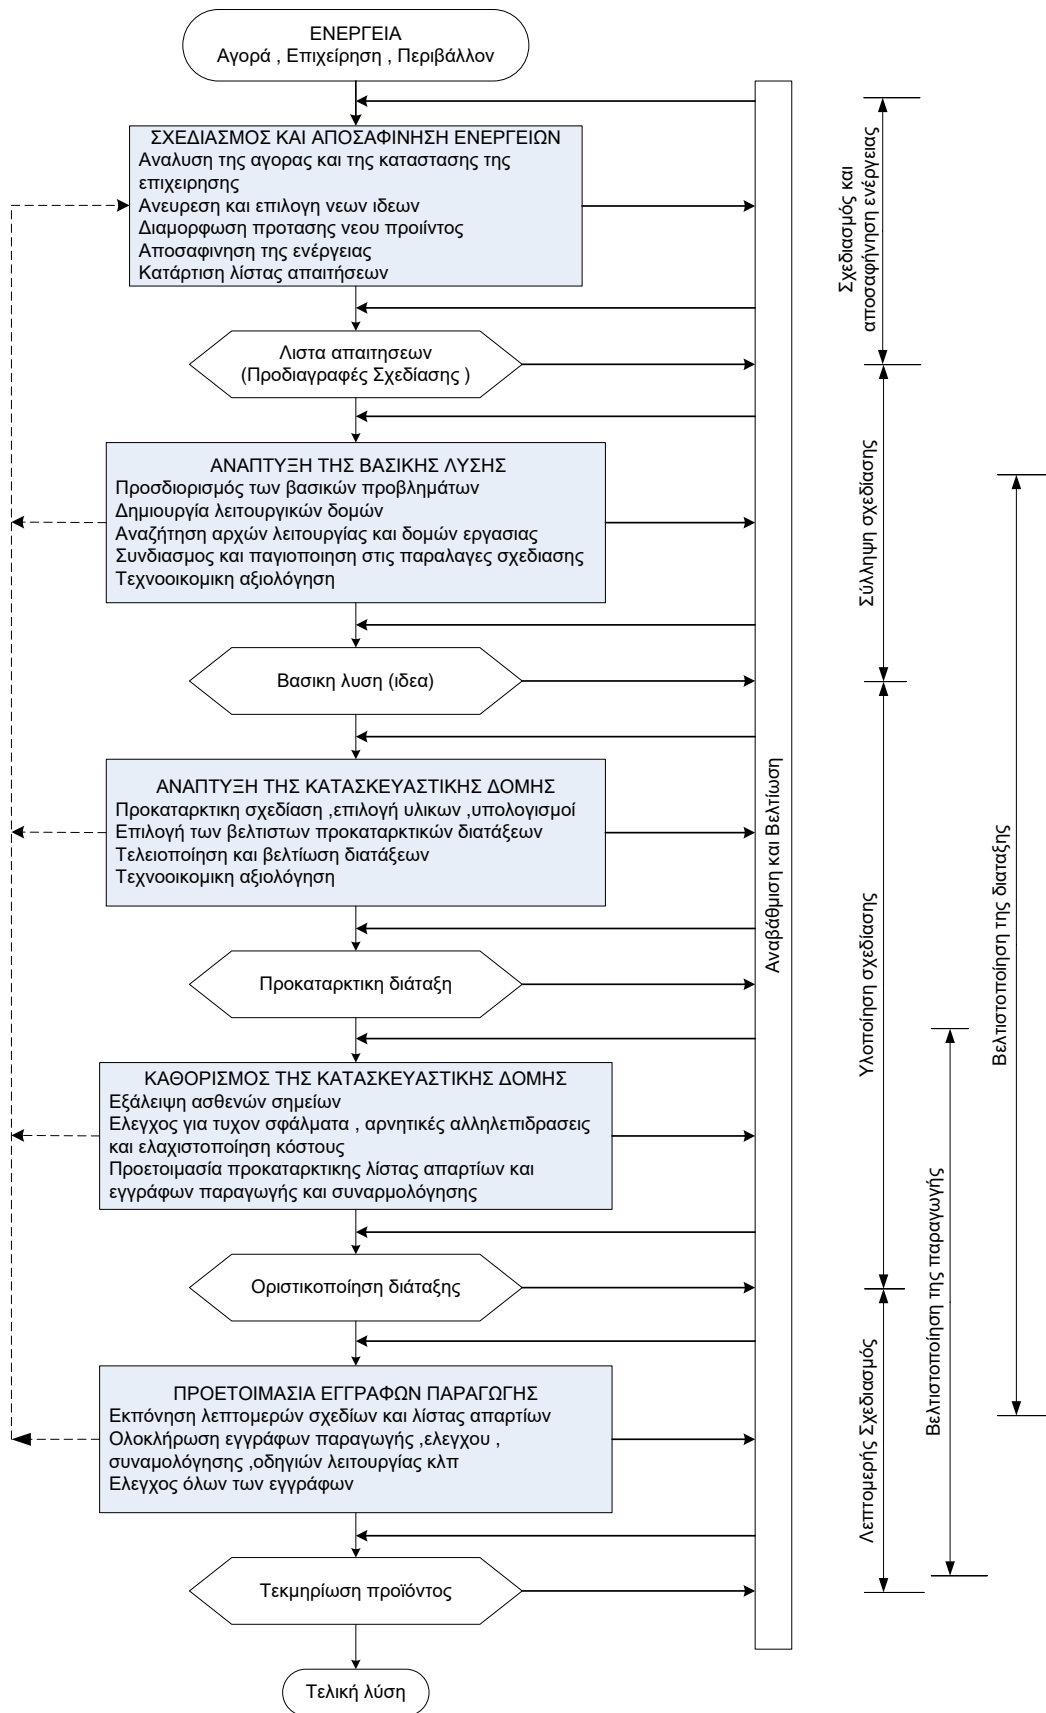 ΕΝΕΡΓΕΙΑ
Αγορά , Επιχείρηση , Περιβάλλον
ΣΧΕΔΙΑΣΜΟΣ ΚΑΙ ΑΠΟΣΑΦΙΝΗΣΗ ΕΝΕΡΓΕΙΩΝ
Αναλυση της αγορας και της καταστασης της
επιχειρησης
Ανευρεση και επιλογη νεων ιδεων
Διαμορφωση προτασης νεου προιίντος
Αποσαφινηση της ενέργειας
Κατάρτιση λίστας απαιτήσεων
Λιστα απαιτησεων
(Προδιαγραφές Σχεδίασης )
ΑΝΑΠΤΥΞΗ ΤΗΣ ΒΑΣΙΚΗΣ ΛΥΣΗΣ
Προσδιορισμός των βασικών προβλημάτων
Δημιουργία λειτουργικών δομών
Αναζήτηση αρχών λειτουργίας και δομών εργασιας
Συνδιασμος και παγιοποιηση στις παραλαγες σχεδιασης
Τεχνοοικομικη αξιολόγηση
Βασικη λυση (ιδεα)
ΑΝΑΠΤΥΞΗ ΤΗΣ ΚΑΤΑΣΚΕΥΑΣΤΙΚΗΣ ΔΟΜΗΣ
Προκαταρκτικη σχεδίαση ,επιλογή υλικων ,υπολογισμοί
Επιλογή των βελτιστων προκαταρκτικών διατάξεων
Τελειοποίηση και βελτίωση διατάξεων
Τεχνοοικομικη αξιολόγηση
Προκαταρκτικη διάταξη
ΚΑΘΟΡΙΣΜΟΣ ΤΗΣ ΚΑΤΑΣΚΕΥΑΣΤΙΚΗΣ ΔΟΜΗΣ
Εξάλειψη ασθενών σημείων
Ελεγχος για τυχον σφάλματα , αρνητικές αλληλεπιδρασεις
και ελαχιστοποίηση κόστους
Προετοιμασία προκαταρκτικης λίστας απαρτίων και
εγγράφων παραγωγής και συναρμολόγησης
Οριστικοποίηση διάταξης
ΠΡΟΕΤΟΙΜΑΣΙΑ ΕΓΓΡΑΦΩΝ ΠΑΡΑΓΩΓΗΣ
Εκπόνηση λεπτομερών σχεδίων και λίστας απαρτίων
Ολοκλήρωση εγγράφων παραγωγής ,ελεγχου ,
συναμολόγησης ,οδηγιών λειτουργίας κλπ
Ελεγχος όλων των εγγράφων
Τεκμηρίωση προϊόντος
Τελική λύση
Αναβάθμιση και Βελτίωση
Σχεδιασμός και
αποσαφήνηση ενέργειας
Σύλληψη σχεδίασης
Υλοποίηση σχεδίασης
Λεπτομερής Σχεδιασμός
Βελτιστοποίηση της παραγωγής
Βελτιστοποίηση της διαταξης